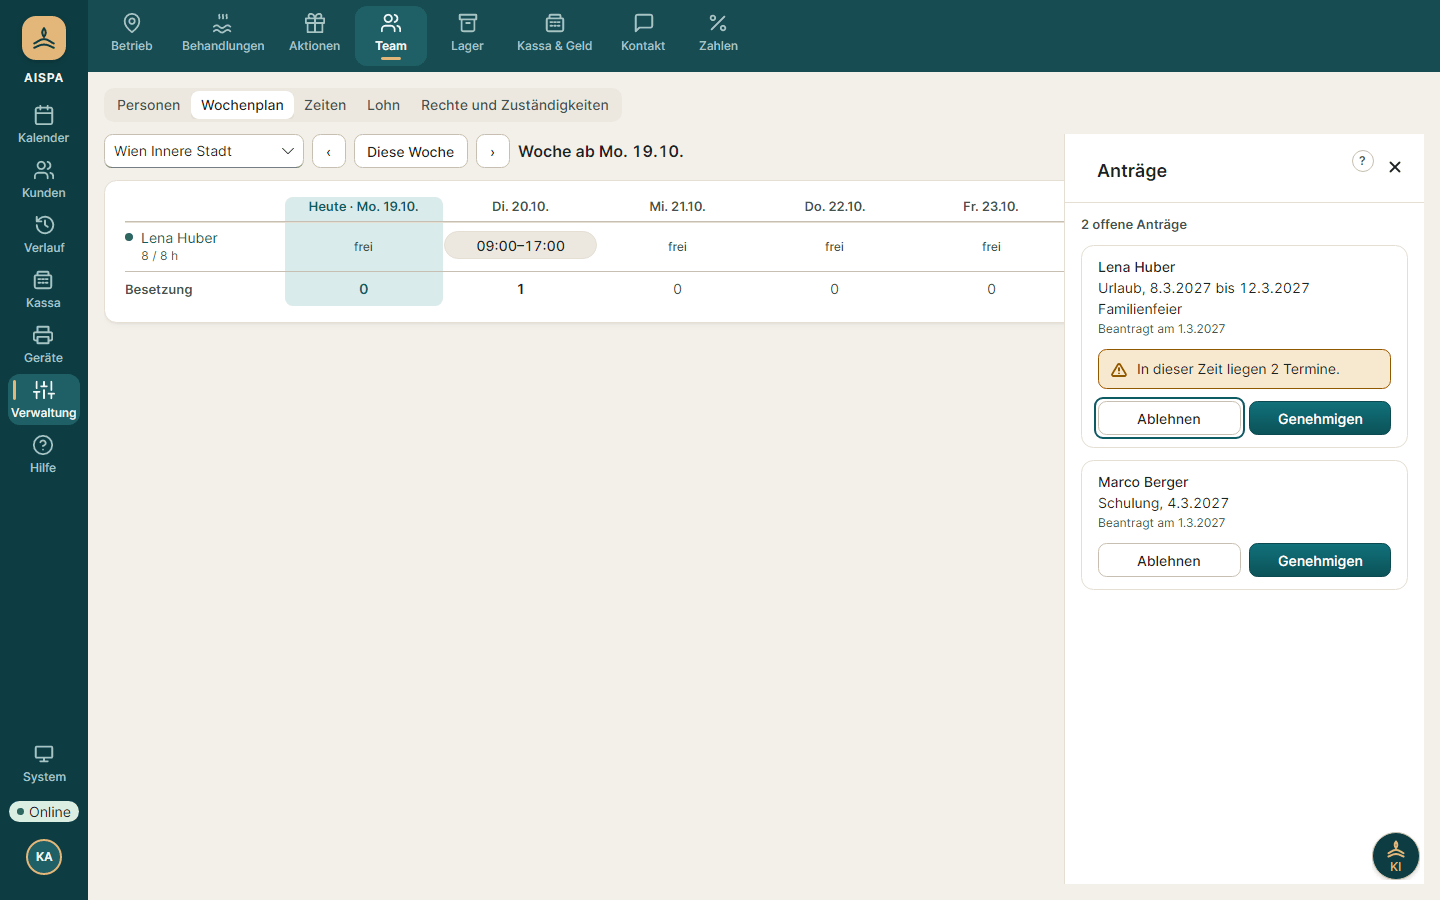 AISPA
Kalender
Kunden
Verlauf
Kassa
Geräte
Verwaltung
Hilfe
System
Online
KA
Betrieb
Behandlungen
Aktionen
Team
Lager
Kassa & Geld
Kontakt
Zahlen
Personen
Wochenplan
Zeiten
Lohn
Rechte und Zuständigkeiten
Wien Innere Stadt
‹
Diese Woche
›
Woche ab Mo. 19.10.
Heute · Mo. 19.10.
Di. 20.10.
Mi. 21.10.
Do. 22.10.
Fr. 23.10.
Lena Huber
8 / 8 h
frei
09:00–17:00
frei
frei
frei
Besetzung
0
1
0
0
0
Anträge
?
2 offene Anträge
Lena Huber
Urlaub, 8.3.2027 bis 12.3.2027
Familienfeier
Beantragt am 1.3.2027
In dieser Zeit liegen 2 Termine.
Ablehnen
Genehmigen
Marco Berger
Schulung, 4.3.2027
Beantragt am 1.3.2027
Ablehnen
Genehmigen
KI